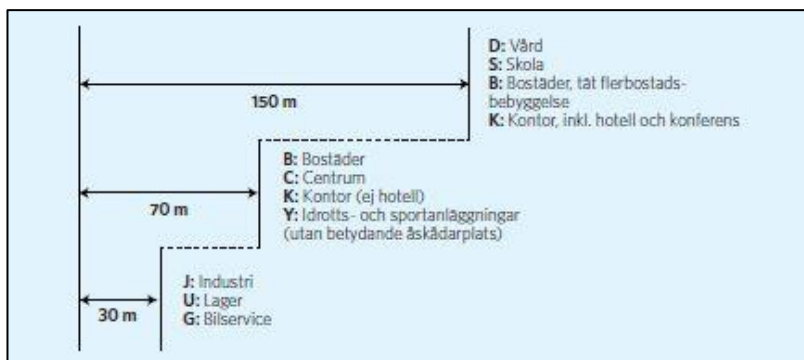 150 m
D: Vård
S: Skola
B: Bostäder, tät flerbostads-
bebyggelse
K: Kontor, inkl. hotell och konferens
70 m
B: Bostäder
C: Centrum
K: Kontor (ej hotell)
Y: Idrotts- och sportanläggningar
(utan betydande åskådarplats)
30 m
J: Industri
U: Lager
G: Bilservice